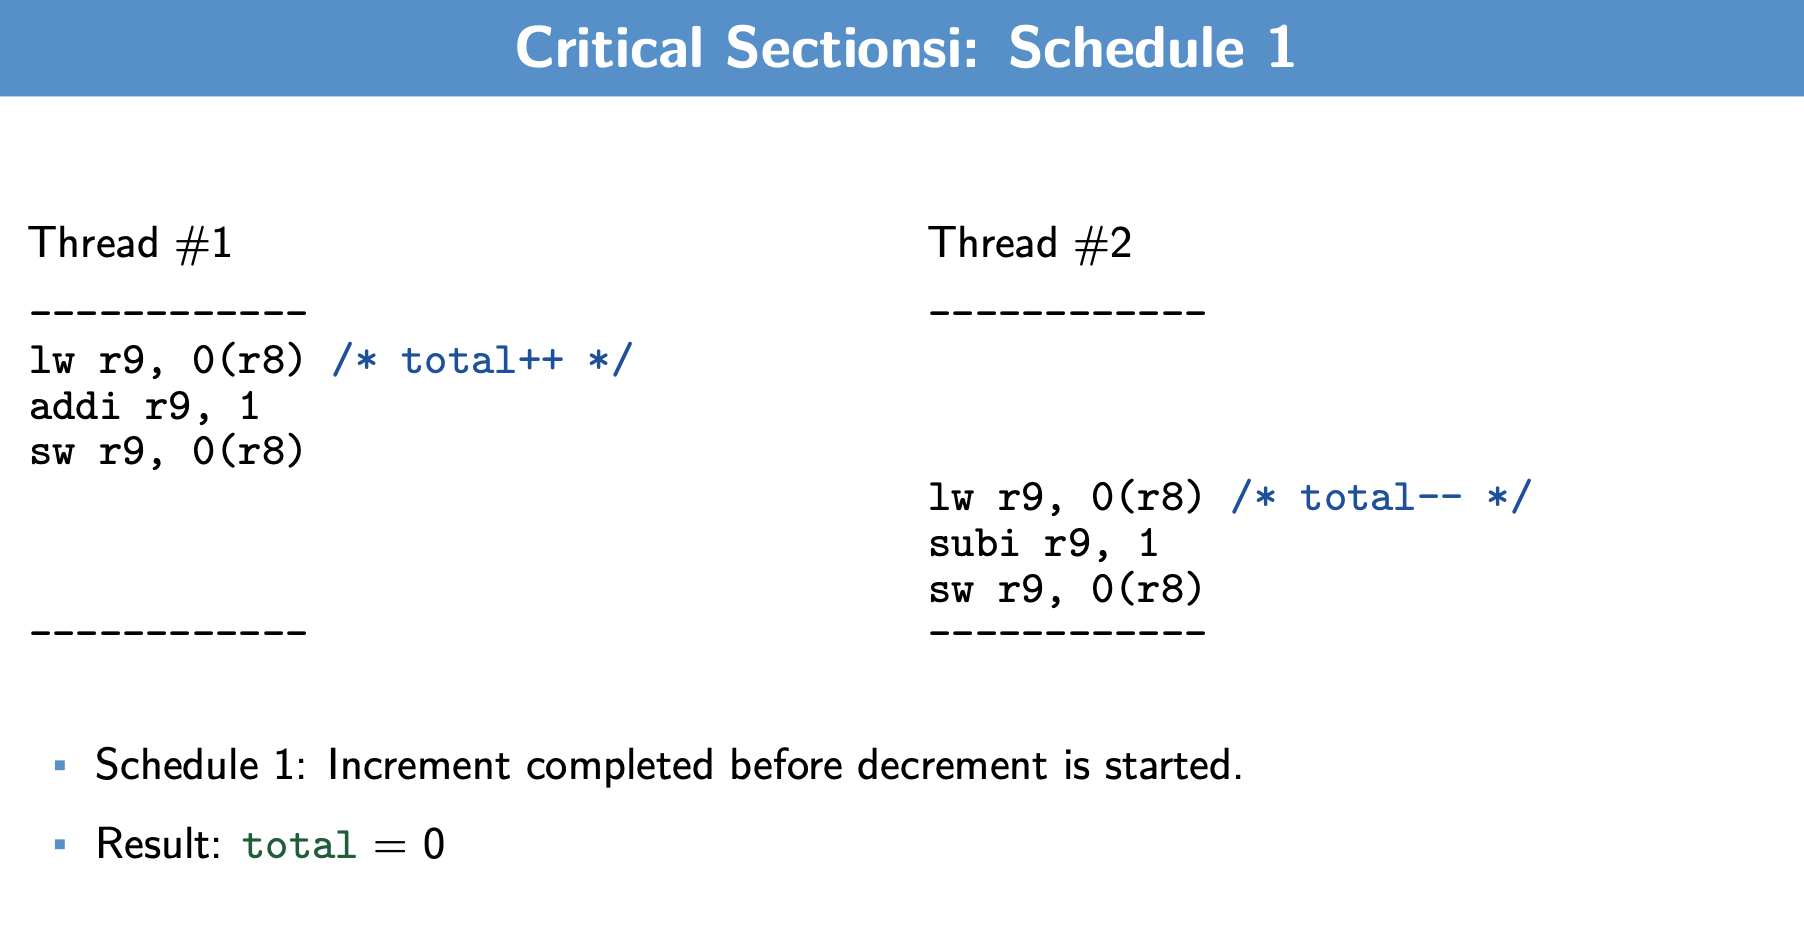 Critical Sectionsi: Schedule 1
Thread #1
Thread #2
------------
------------
lw r9, 0(r8) /* total++ */
addi r9, 1
sw r9, 0(r8)
lw r9, 0(r8) /* total-- */
subi r9, 1
sw r9, 0(r8)
------------
------------
▪ Schedule 1: Increment completed before decrement is started.
▪ Result: total = 0